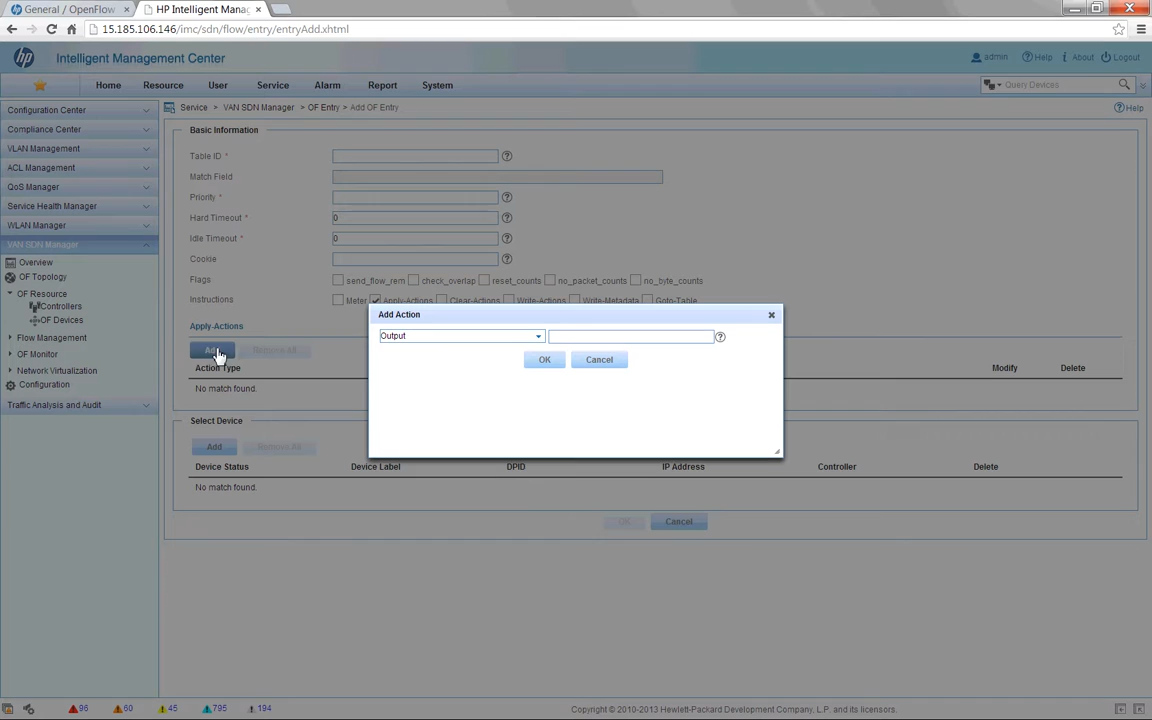 General / OpenFlow
HP Intelligent Manag
15.185.106.146/imc/sdn/flow/entry/entryAdd.xhtml
hp Intelligent Management Center
admin Help About Logout
Home Resource User Service Alarm Report System
Query Devices
Configuration Center
Compliance Center
VLAN Management
ACL Management
QoS Manager
Service Health Manager
WLAN Manager
VAN SDN Manager
Overview
OF Topology
OF Resource
Controllers
OF Devices
Flow Management
OF Monitor
Network Virtualization
Configuration
Traffic Analysis and Audit
Service > VAN SDN Manager > OF Entry > Add OF Entry
Help
Basic Information
Table ID *
Match Field
Priority *
Hard Timeout * 0
Idle Timeout * 0
Cookie
Flags send_flow_rem check_overlap reset_counts no_packet_counts no_byte_counts
Instructions Meter Apply-Actions Clear-Actions Write-Actions Write-Metadata Goto-Table
Apply-Actions
Add Remove All
Action Type Modify Delete
No match found.
Add Action
Output
OK Cancel
Select Device
Add Remove All
Device Status Device Label DPID IP Address Controller Delete
No match found.
OK Cancel
96 60 45 795 194
Copyright © 2010-2013 Hewlett-Packard Development Company, L.P. and its licensors.